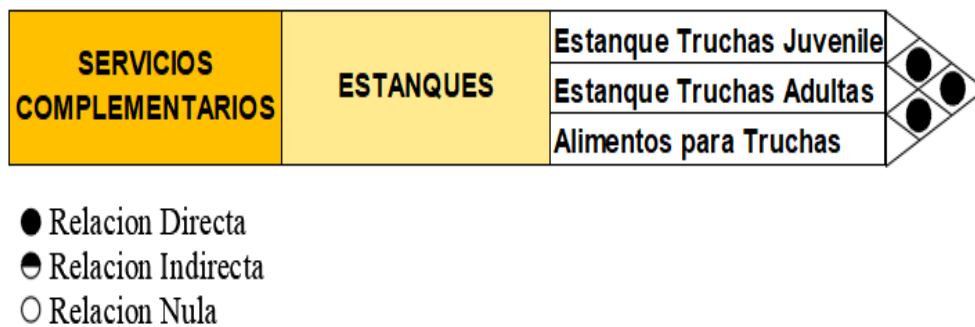 SERVICIOS
COMPLEMENTARIOS
ESTANQUES
Estanque Truchas Juvenile
Estanque Truchas Adultas
Alimentos para Truchas
Relacion Directa
Relacion Indirecta
Relacion Nula